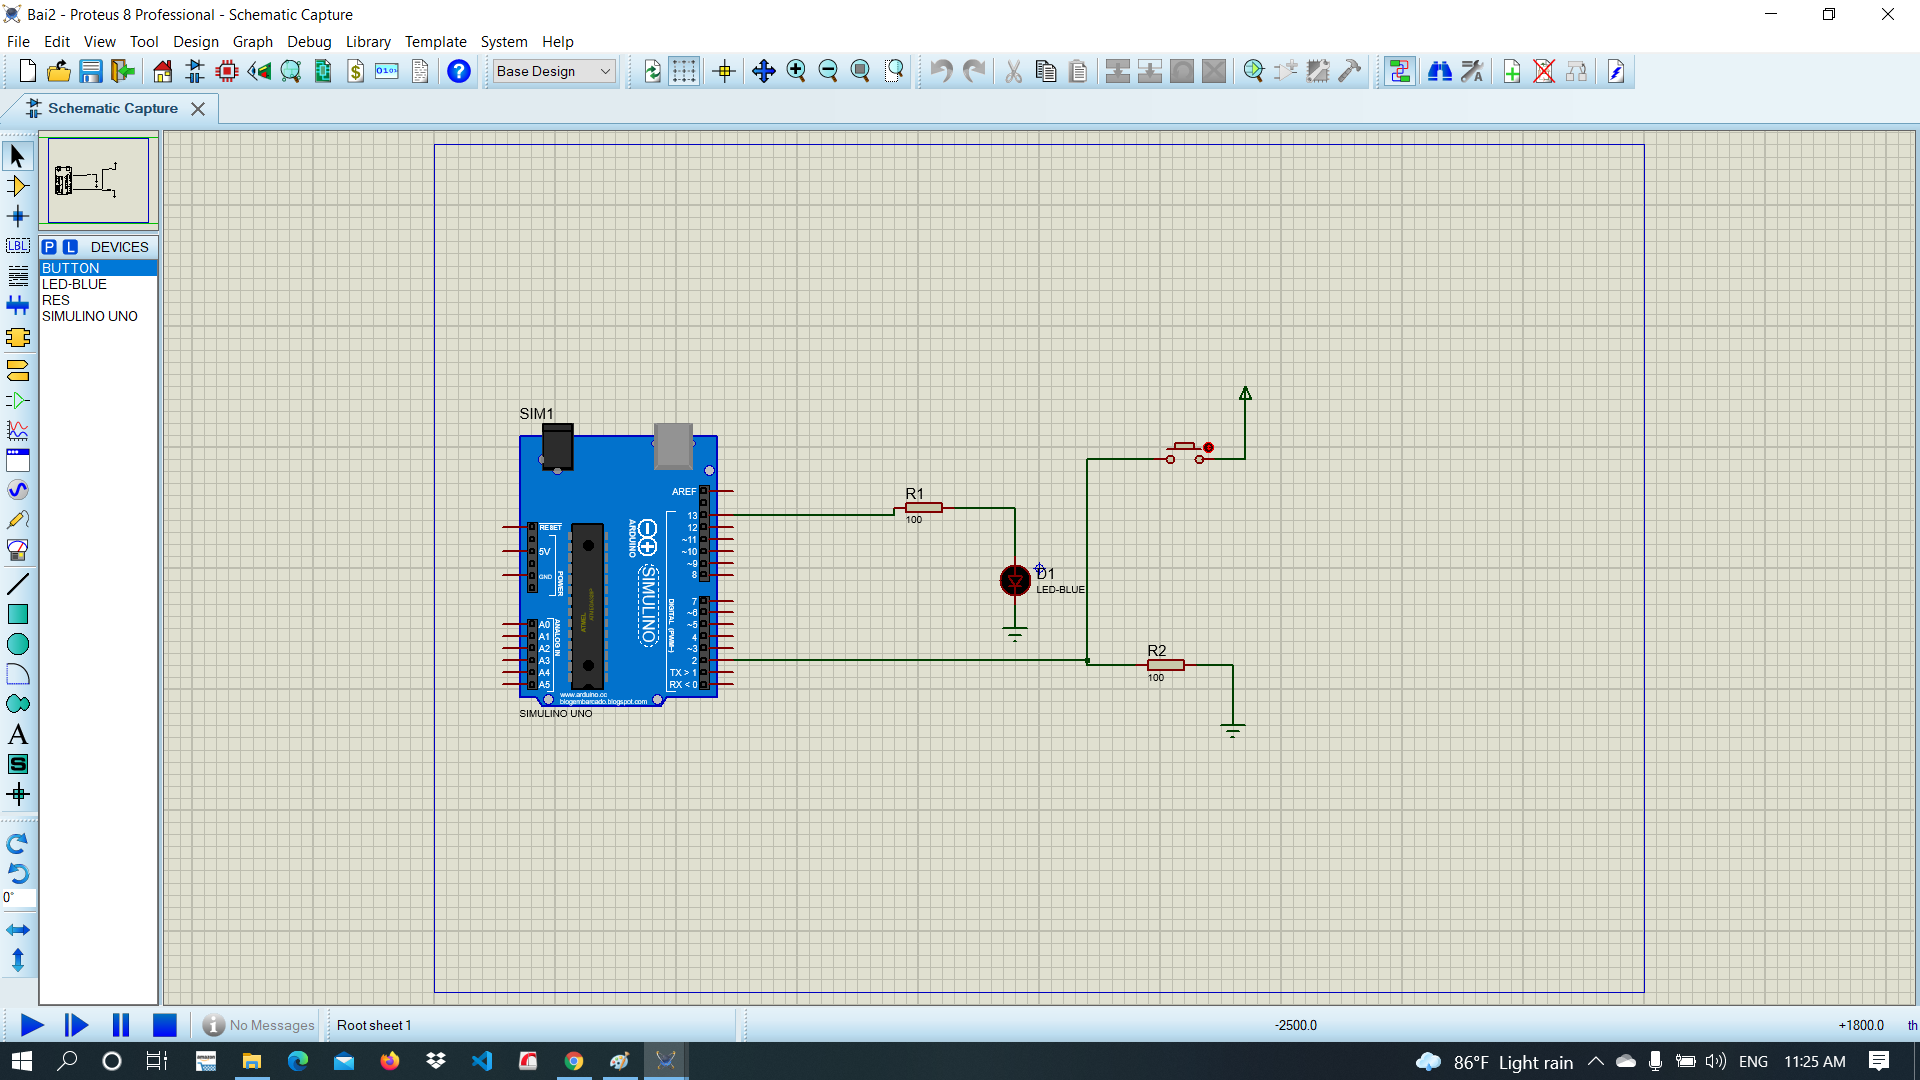 Bai2 - Proteus 8 Professional - Schematic Capture
File Edit View Tool Design Graph Debug Library Template System Help
Base Design
Schematic Capture
P L DEVICES
BUTTON
LED-BLUE
RES
SIMULINO UNO
LBL
A
S
0°
SIM1
AREF
13
12
~11
~10
~9
8
7
~6
~5
4
~3
2
TX > 1
RX < 0
RESET
5V
GND
POWER
A0
A1
A2
A3
A4
A5
ANALOG IN
ARDUINO
SIMULINO
DIGITAL (PWM~)
ATMEL
www.arduino.cc
blogembarcado.blogspot.com
SIMULINO UNO
R1
100
D1
LED-BLUE
R2
100
No Messages
Root sheet 1
-2500.0
+1800.0
th
86°F Light rain
ENG
11:25 AM